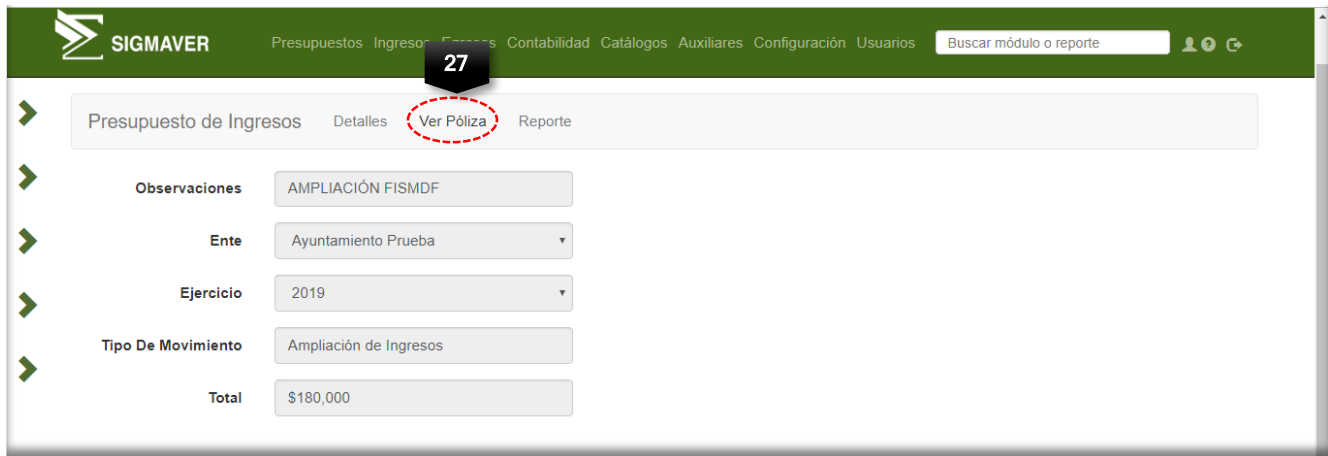 SIGMAVER Presupuestos Ingresos Egresos Contabilidad Catálogos Auxiliares Configuración Usuarios Buscar módulo o reporte
27
Presupuesto de Ingresos Detalles Ver Póliza Reporte
Observaciones AMPLIACIÓN FISMDF
Ente Ayuntamiento Prueba
Ejercicio 2019
Tipo De Movimiento Ampliación de Ingresos
Total $180,000